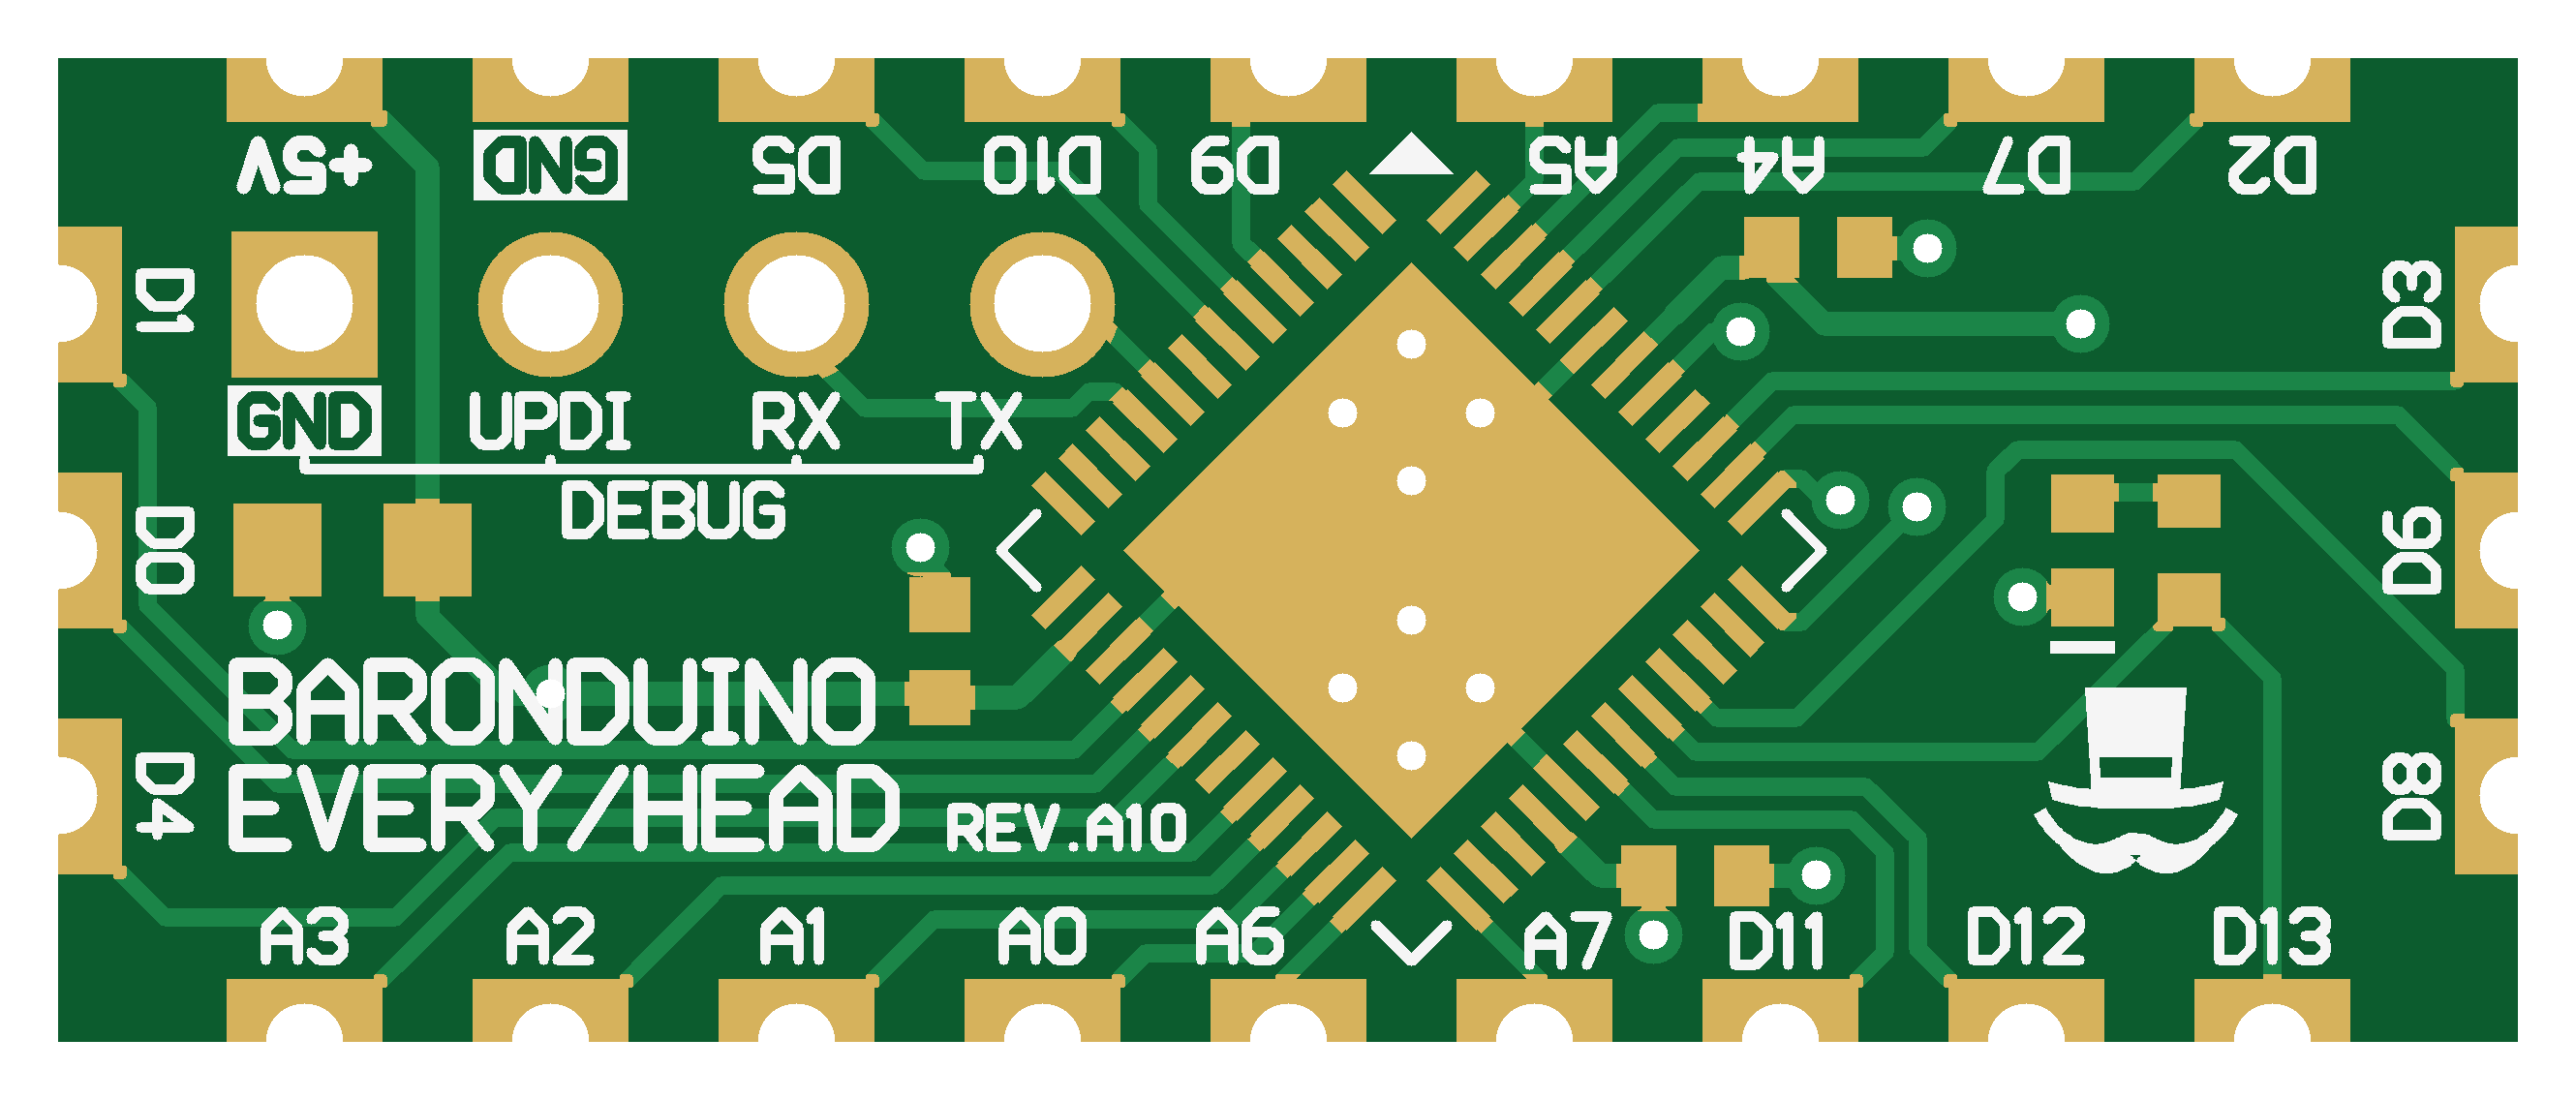 +5V
GND
D5
D10
D9
A5
A4
D7
D2
D1
D3
GND UPDI RX TX
DEBUG
D0
D6
BARONDUINO
EVERY/HEAD REV.A10
D4
D8
A3 A2 A1 A0 A6 A7 D11 D12 D13